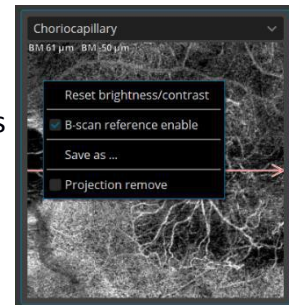 Choriocapillary
BM 61 µm BM -50 µm
Reset brightness/contrast
B-scan reference enable
s
Save as ...
Projection remove